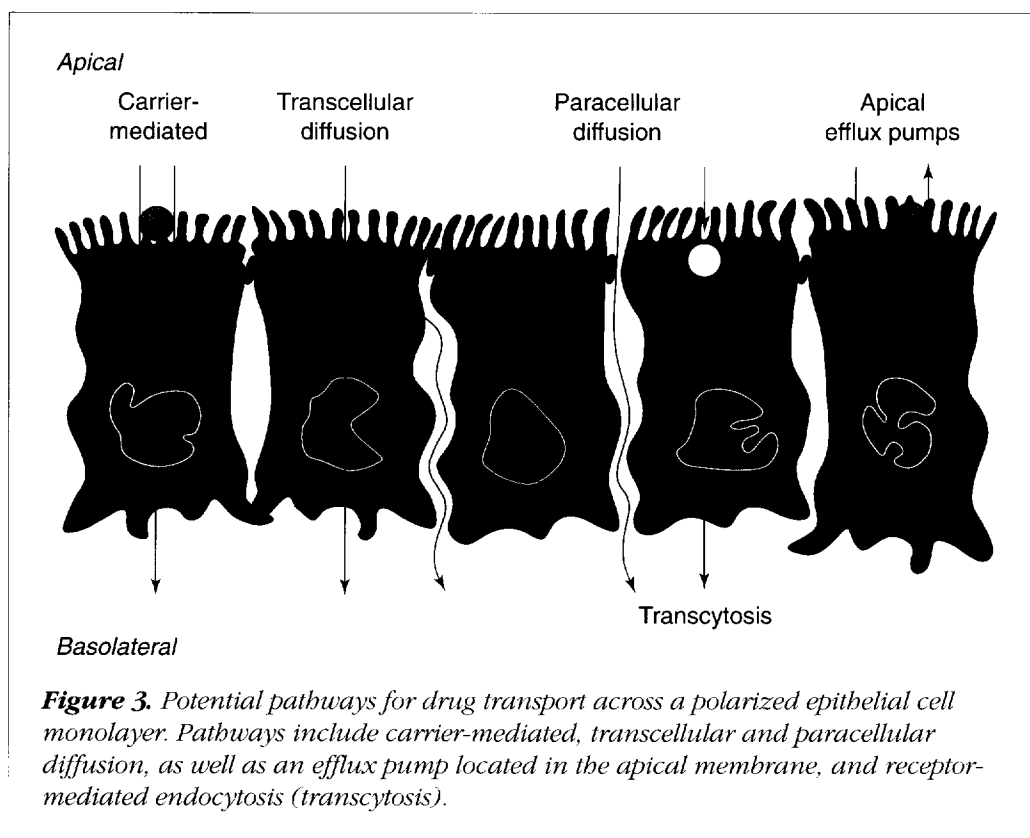 Apical
Carrier-
mediated
Transcellular
diffusion
Paracellular
diffusion
Apical
efflux pumps
Transcytosis
Basolateral
Figure 3. Potential pathways for drug transport across a polarized epithelial cell
monolayer. Pathways include carrier-mediated, transcellular and paracellular
diffusion, as well as an efflux pump located in the apical membrane, and receptor-
mediated endocytosis (transcytosis).